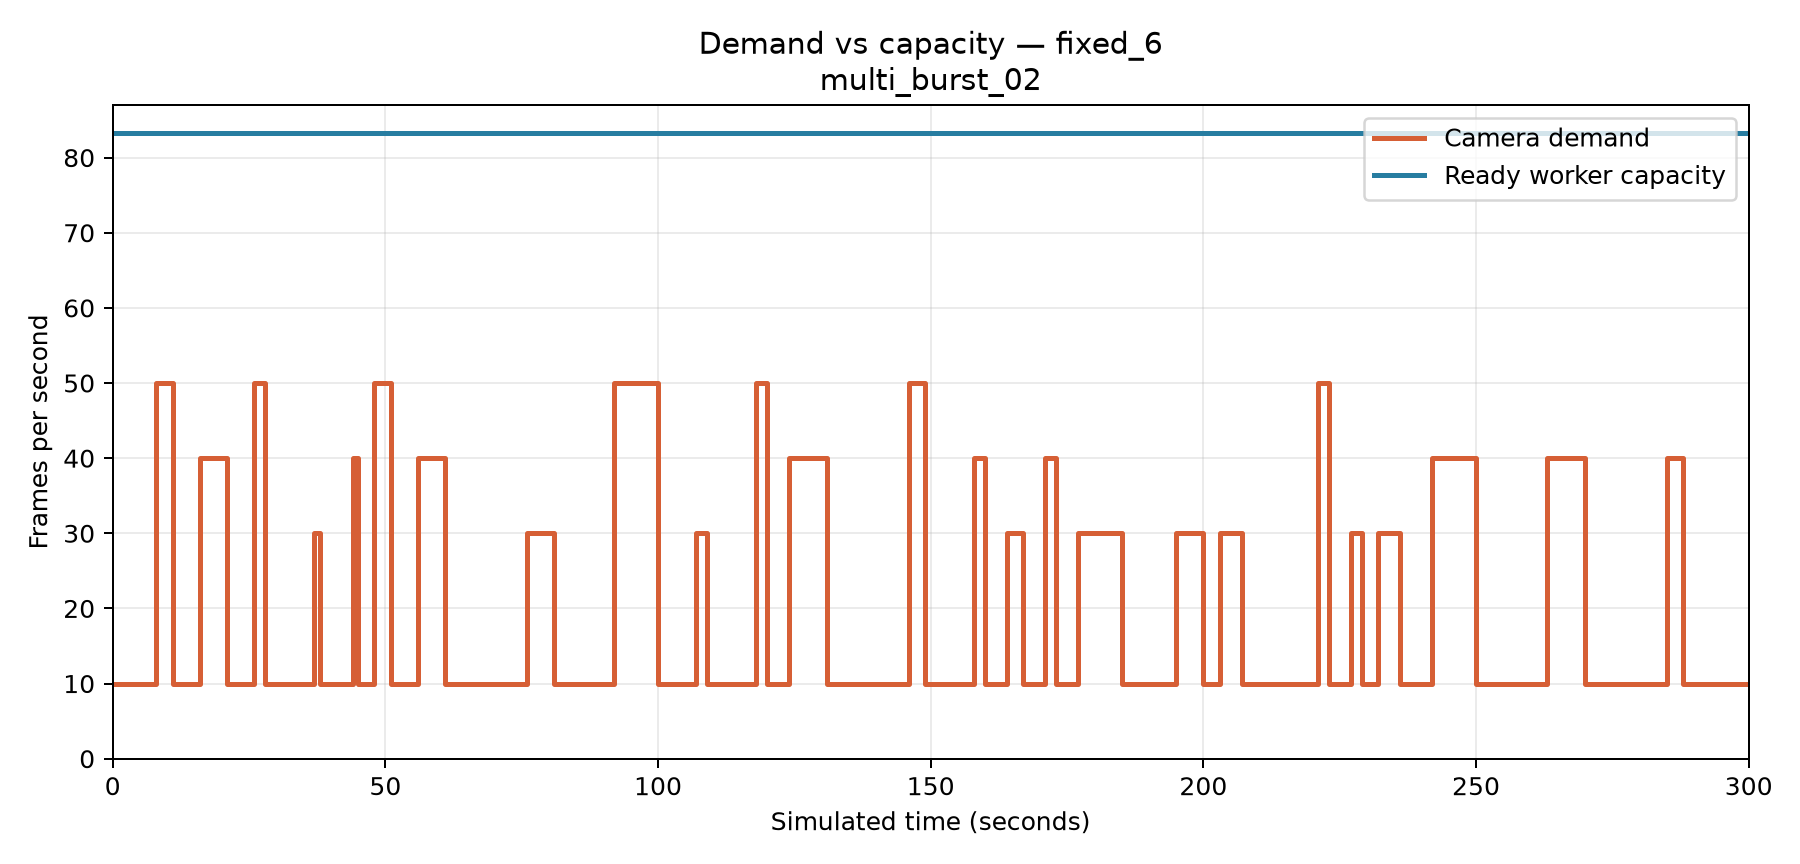 Demand vs capacity — fixed_6
multi_burst_02
Camera demand
Ready worker capacity
Frames per second
80
70
60
50
40
30
20
10
0
0 50 100 150 200 250 300
Simulated time (seconds)